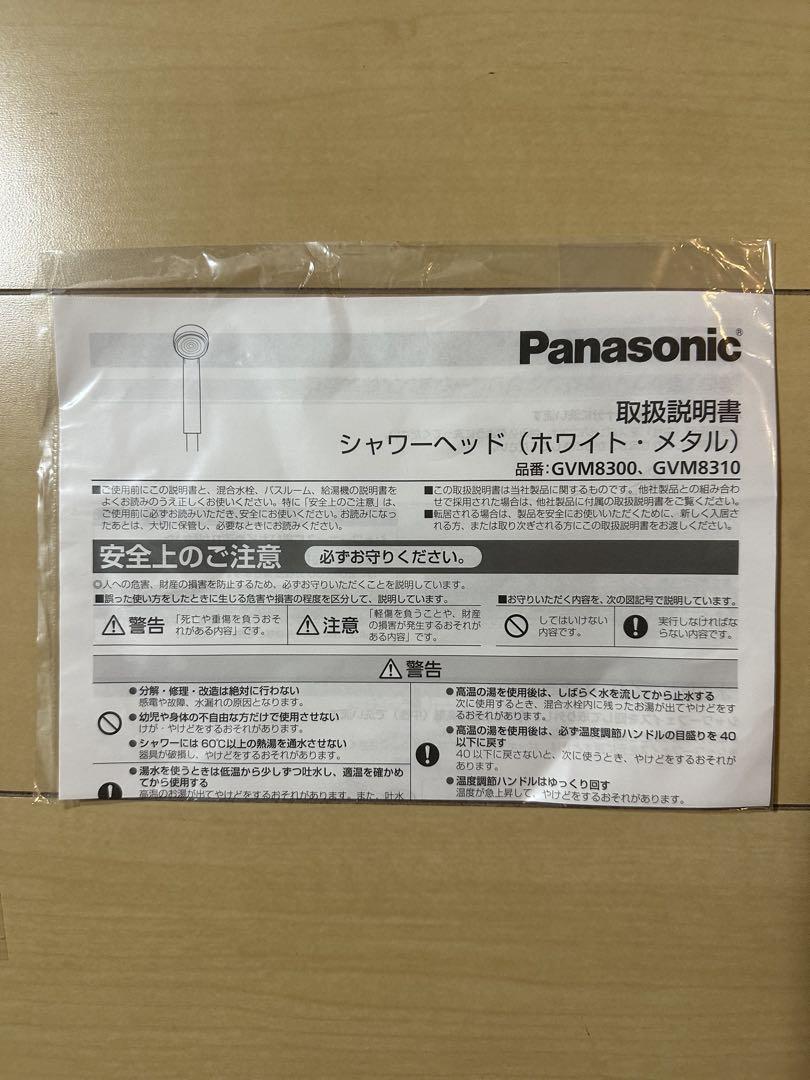 Panasonic®
取扱説明書
シャワーヘッド（ホワイト・メタル）
品番：GVM8300、GVM8310
■ご使用前にこの説明書と、混合水栓、バスルーム、給湯機の説明書を
よくお読みのうえ正しくお使いください。特に「安全上のご注意」は、
ご使用前に必ずお読みいただき、安全にお使いください。お読みになっ
たあとは、大切に保管し、必要なときにお読みください。
■この取扱説明書は当社製品に関するものです。他社製品との組み合わ
せで採用された場合は、他社製品に付属の取扱説明書をご覧ください。
■転居される場合は、製品を安全にお使いいただくために、新しく入居さ
れる方、または取り次ぎされる方にこの取扱説明書をお渡しください。
安全上のご注意 必ずお守りください。
◎人への危害、財産の損害を防止するため、必ずお守りいただくことを説明しています。
■誤った使い方をしたときに生じる危害や損害の程度を区分して、説明しています。
警告 「死亡や重傷を負うおそ
れがある内容」です。
注意 「軽傷を負うことや、財産
の損害が発生するおそれが
ある内容」です。
■お守りいただく内容を、次の図記号で説明しています。
してはいけない
内容です。
実行しなければな
らない内容です。
警告
●分解・修理・改造は絶対に行わない
感電や故障、水漏れの原因となります。
●幼児や身体の不自由な方だけで使用させない
けが・やけどをするおそれがあります。
●シャワーには60℃以上の熱湯を通水させない
器具が破損し、やけどをするおそれがあります。
●湯水を使うときは低温から少しずつ吐水し、適温を確かめ
てから使用する
高温のお湯が出てやけどをするおそれがあります。また、吐水
●高温の湯を使用後は、しばらく水を流してから止水する
次に使用するとき、混合水栓内に残ったお湯が出てやけどをす
るおそれがあります。
●高温の湯を使用後は、必ず温度調節ハンドルの目盛りを40
以下に戻す
40以下に戻さないと、次に使うとき、やけどをするおそれが
あります。
●温度調節ハンドルはゆっくり回す
温度が急上昇して、やけどをするおそれがあります。